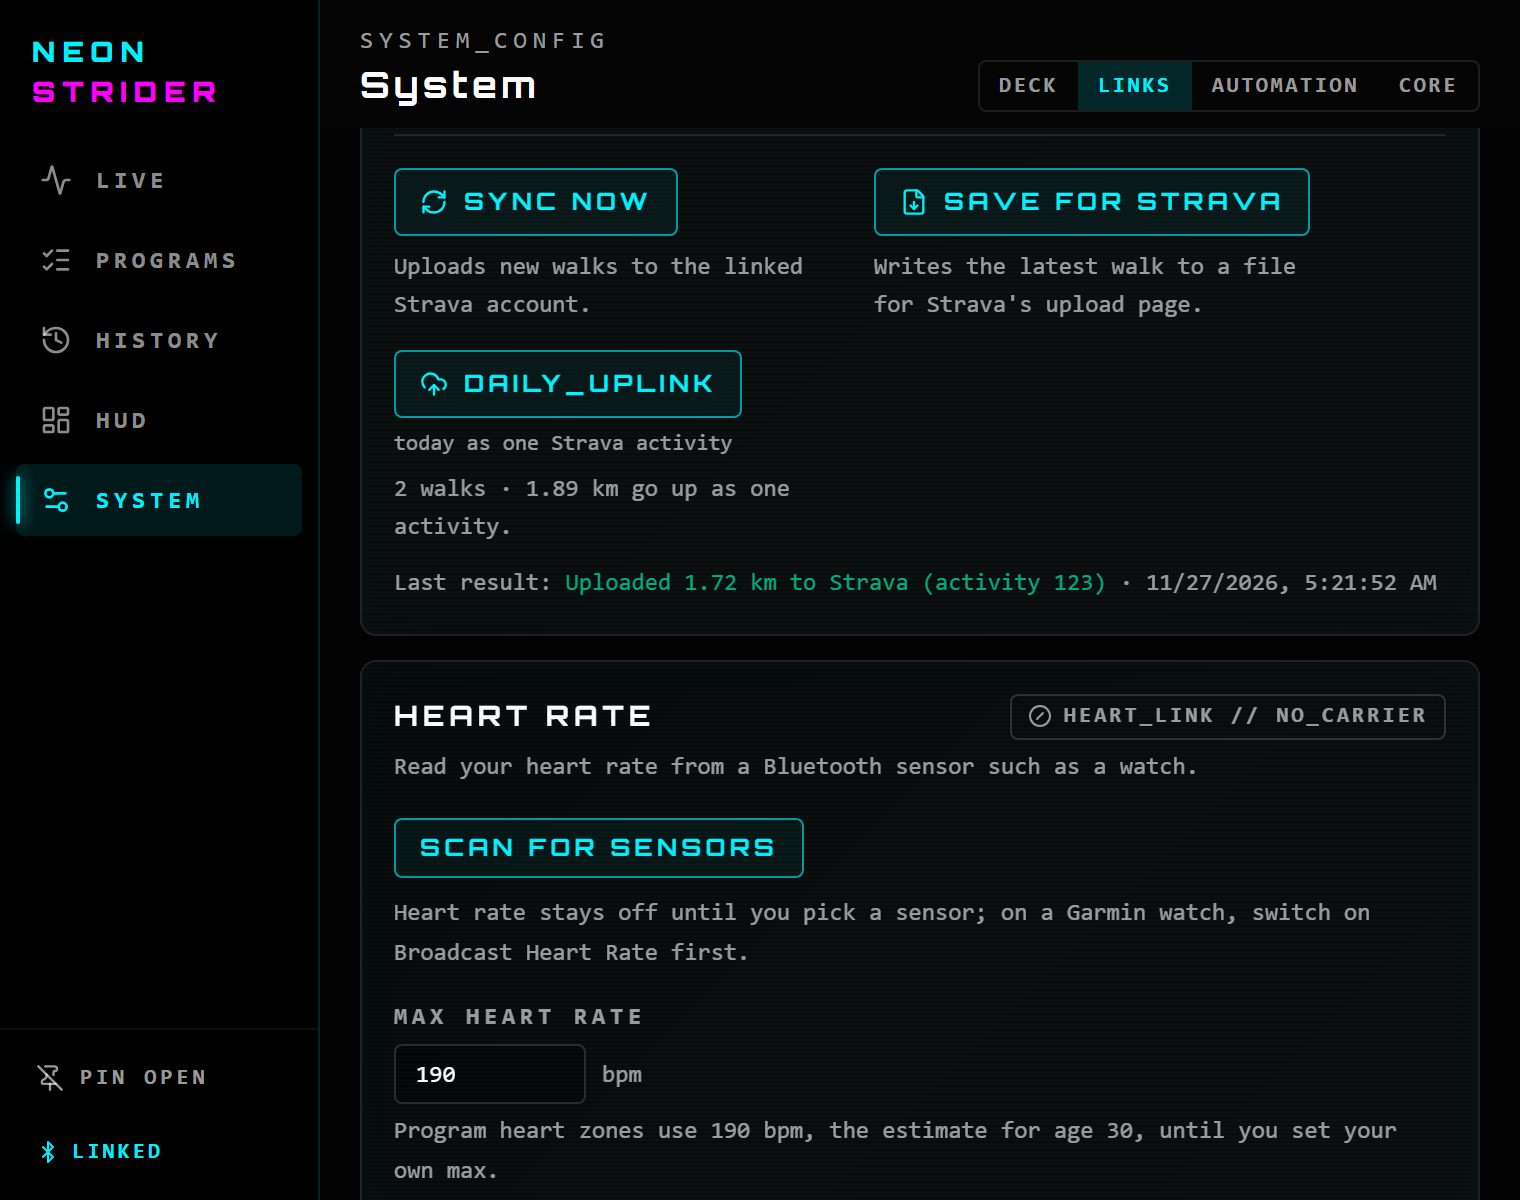 NEON
STRIDER
LIVE
PROGRAMS
HISTORY
HUD
SYSTEM
PIN OPEN
LINKED
SYSTEM_CONFIG
System
DECK LINKS AUTOMATION CORE
SYNC NOW
Uploads new walks to the linked
Strava account.
SAVE FOR STRAVA
Writes the latest walk to a file
for Strava's upload page.
DAILY_UPLINK
today as one Strava activity
2 walks · 1.89 km go up as one
activity.
Last result: Uploaded 1.72 km to Strava (activity 123) · 11/27/2026, 5:21:52 AM
HEART RATE
HEART_LINK // NO_CARRIER
Read your heart rate from a Bluetooth sensor such as a watch.
SCAN FOR SENSORS
Heart rate stays off until you pick a sensor; on a Garmin watch, switch on
Broadcast Heart Rate first.
MAX HEART RATE
190 bpm
Program heart zones use 190 bpm, the estimate for age 30, until you set your
own max.